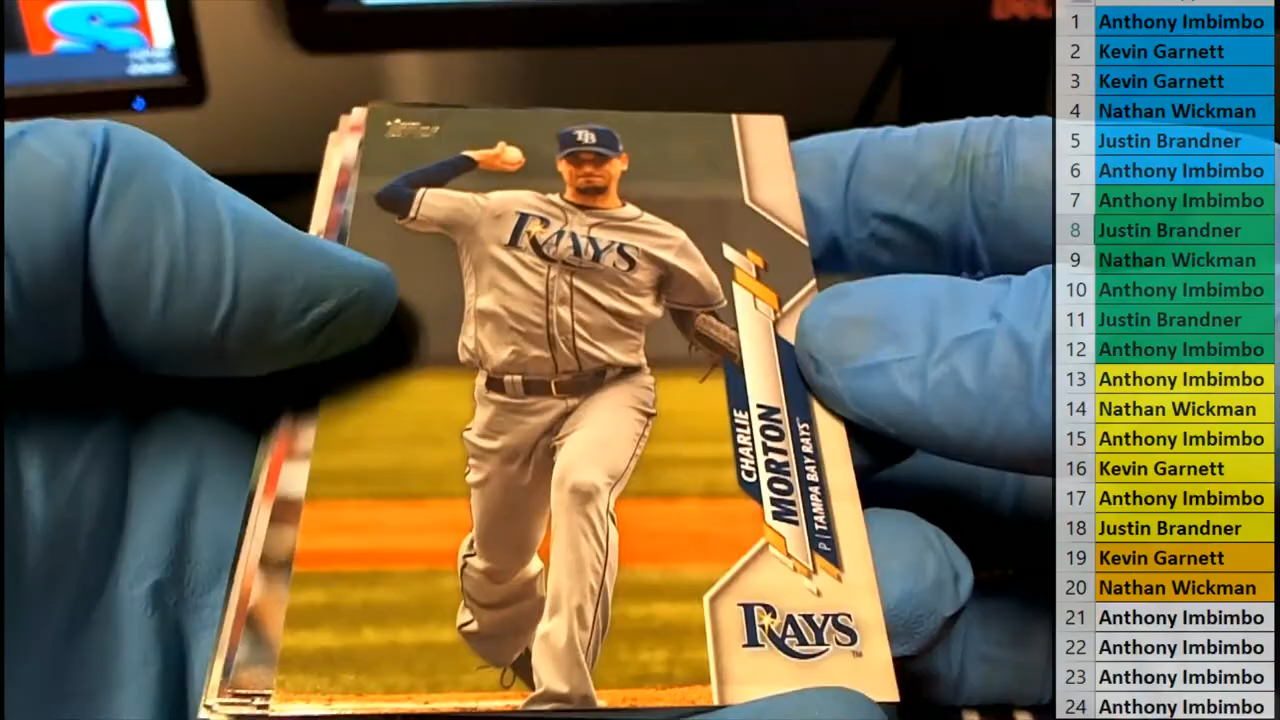 S
Topps
TB
RAYS
CHARLIE
MORTON
P | TAMPA BAY RAYS™
RAYS™
1 Anthony Imbimbo
2 Kevin Garnett
3 Kevin Garnett
4 Nathan Wickman
5 Justin Brandner
6 Anthony Imbimbo
7 Anthony Imbimbo
8 Justin Brandner
9 Nathan Wickman
10 Anthony Imbimbo
11 Justin Brandner
12 Anthony Imbimbo
13 Anthony Imbimbo
14 Nathan Wickman
15 Anthony Imbimbo
16 Kevin Garnett
17 Anthony Imbimbo
18 Justin Brandner
19 Kevin Garnett
20 Nathan Wickman
21 Anthony Imbimbo
22 Anthony Imbimbo
23 Anthony Imbimbo
24 Anthony Imbimbo